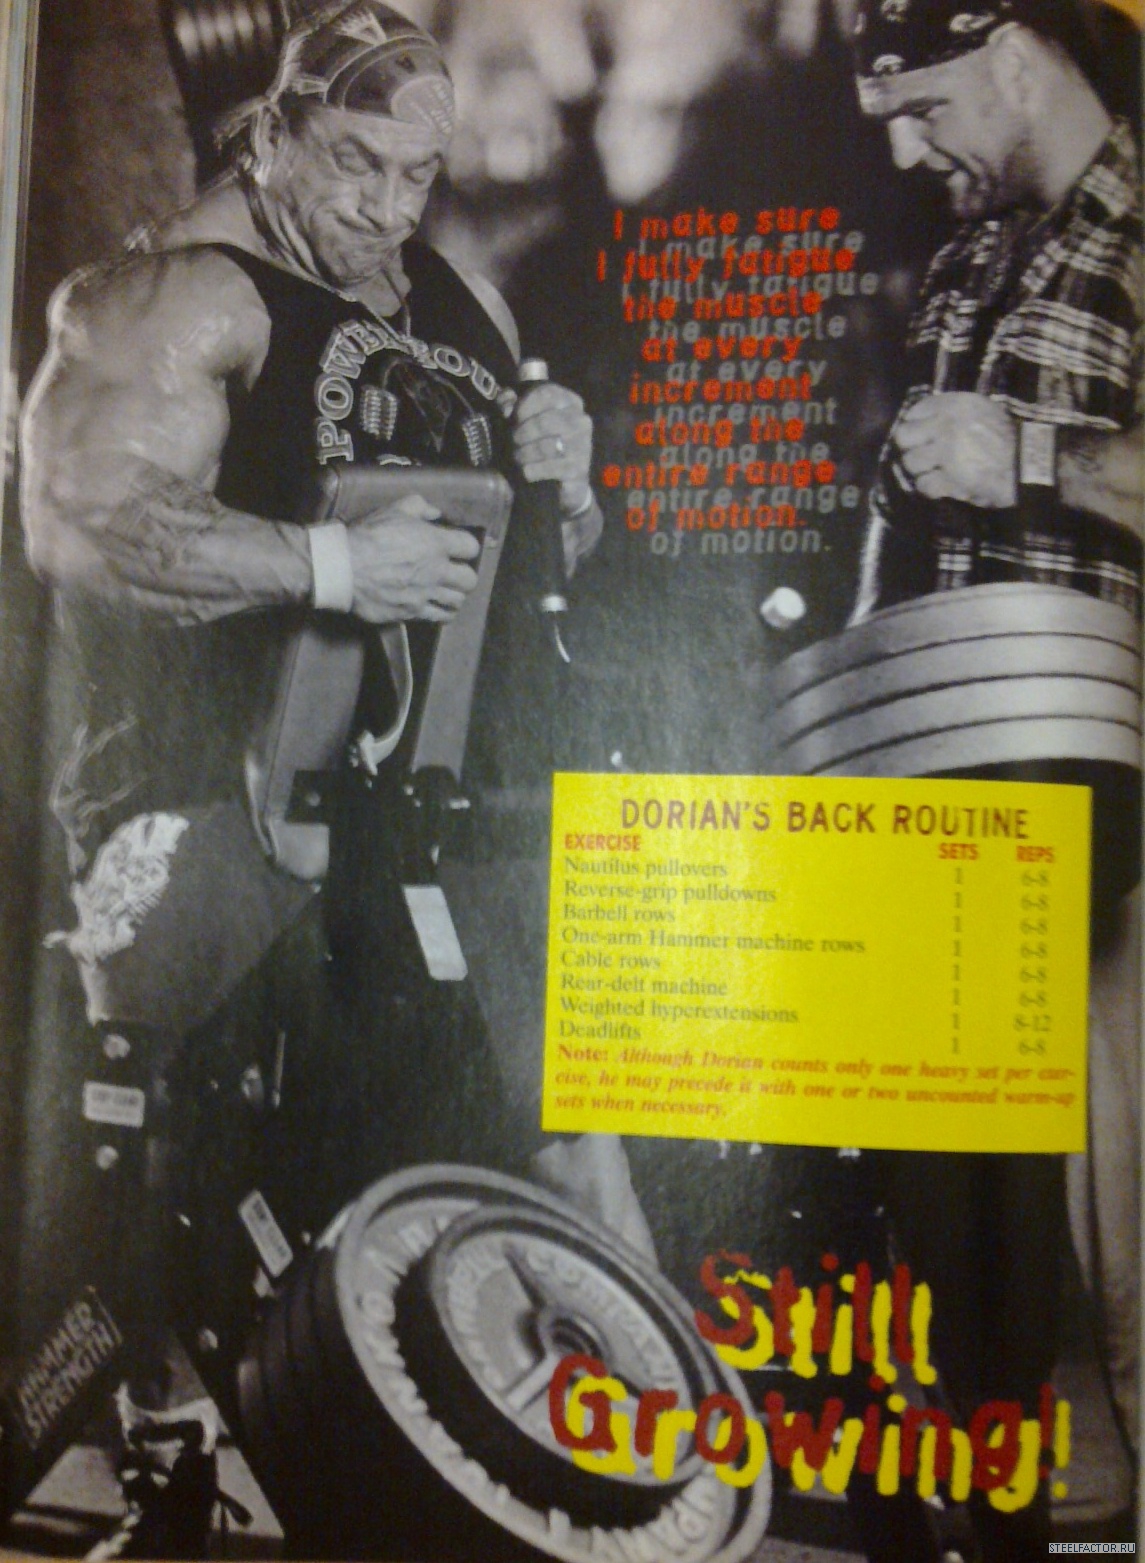 POWERHOU
I make sure
I fully fatigue
the muscle
at every
increment
along the
entire range
of motion.
DORIAN'S BACK ROUTINE
EXERCISE SETS REPS
Nautilus pullovers 1 6-8
Reverse-grip pulldowns 1 6-8
Barbell rows 1 6-8
One-arm Hammer machine rows 1 6-8
Cable rows 1 6-8
Rear-delt machine 1 6-8
Weighted hyperextensions 1 8-12
Deadlifts 1 6-8
Note: Although Dorian counts only one heavy set per exer-
cise, he may precede it with one or two uncounted warm-up
sets when necessary.
HAMMER
STRENGTH
Still
Growing!
STEELFACTOR.RU